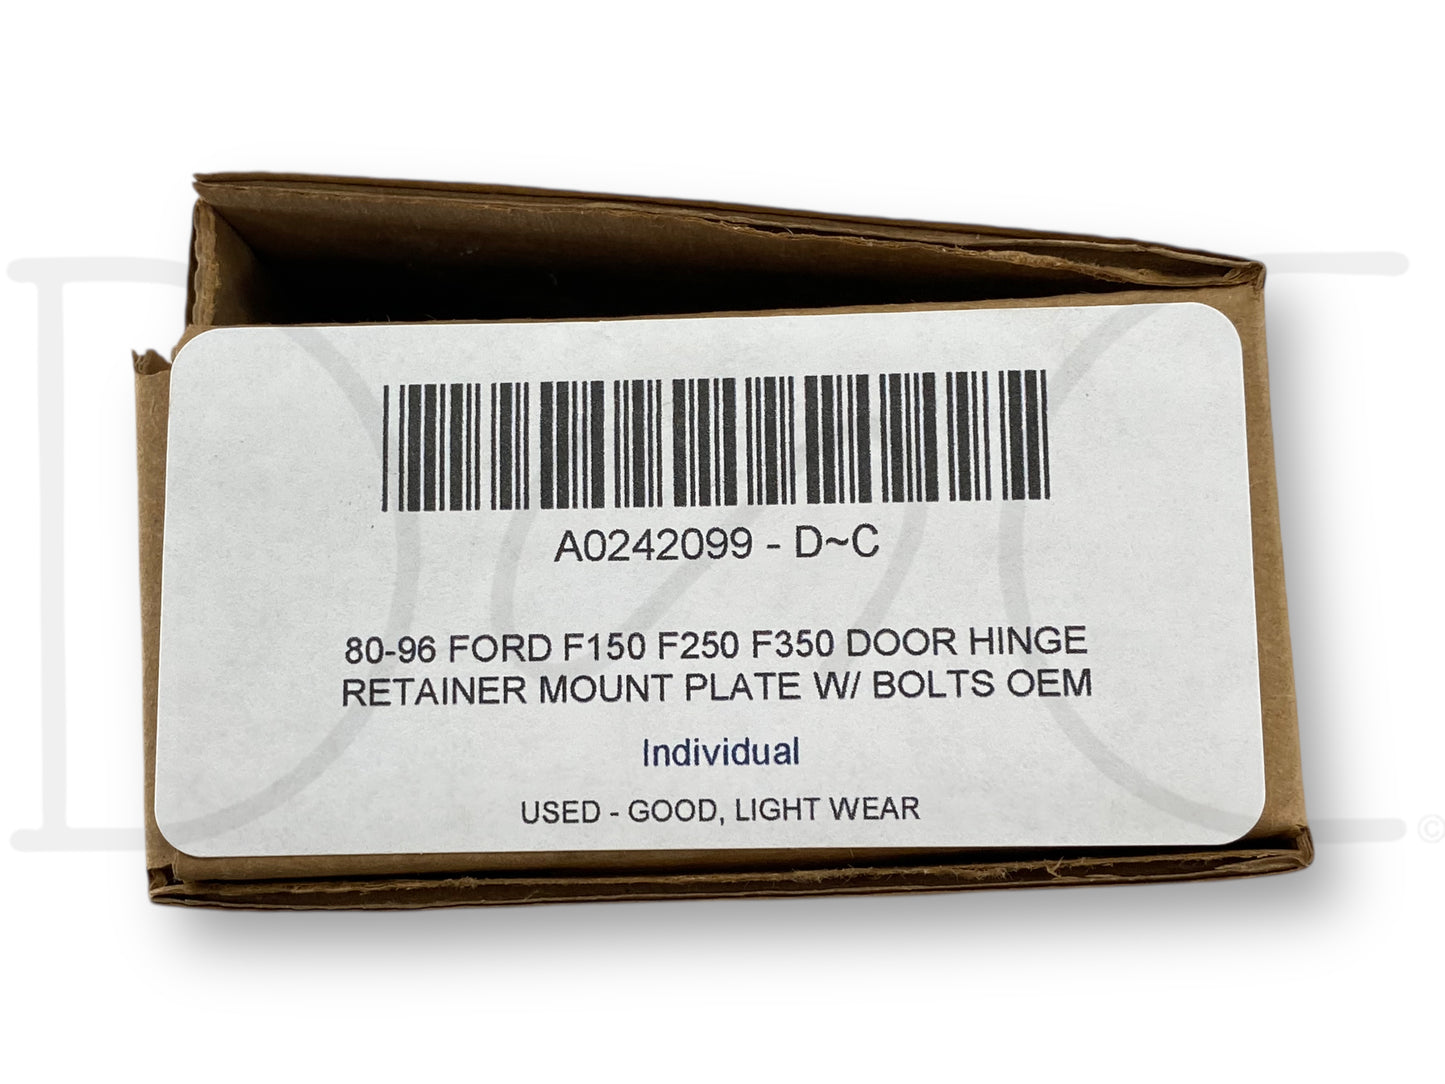 A0242099 - D~C
80-96 FORD F150 F250 F350 DOOR HINGE
RETAINER MOUNT PLATE W/ BOLTS OEM
Individual
USED - GOOD, LIGHT WEAR
©